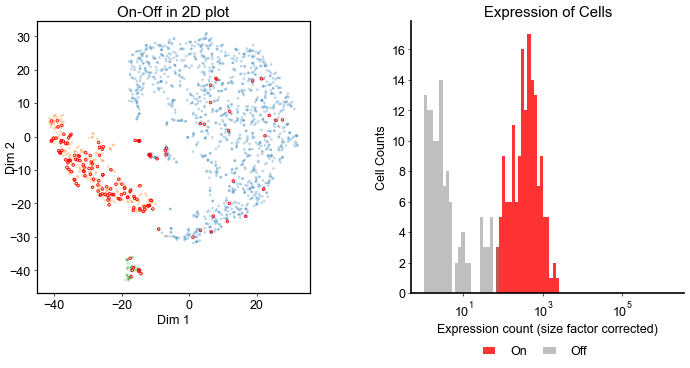 On-Off in 2D plot
30
20
10
0
−10
−20
−30
−40
Dim 2
−40 −20 0 20
Dim 1
Expression of Cells
16
14
12
10
8
6
4
2
0
Cell Counts
10^1 10^3 10^5
Expression count (size factor corrected)
On Off